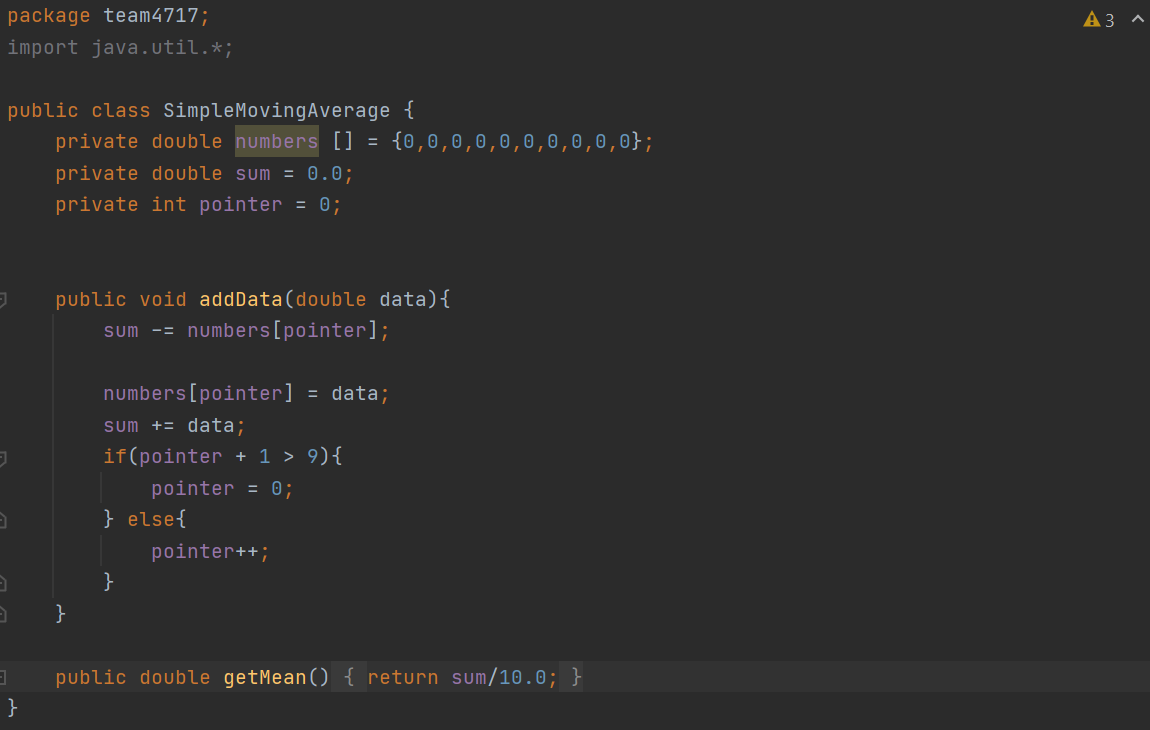 package team4717;
3
import java.util.*;
public class SimpleMovingAverage {
    private double numbers [] = {0,0,0,0,0,0,0,0,0,0};
    private double sum = 0.0;
    private int pointer = 0;
    public void addData(double data){
        sum -= numbers[pointer];
        numbers[pointer] = data;
        sum += data;
        if(pointer + 1 > 9){
            pointer = 0;
        } else{
            pointer++;
        }
    }
    public double getMean() { return sum/10.0; }
}